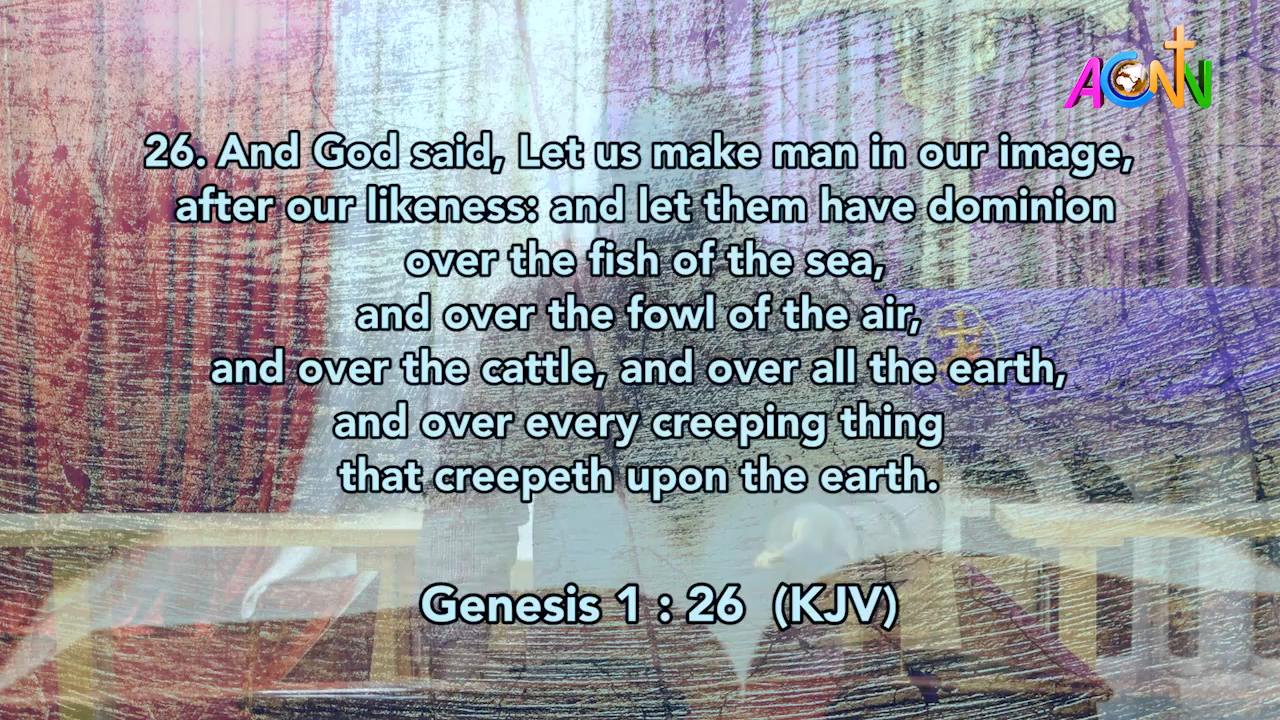 ACNN
26. And God said, Let us make man in our image,
after our likeness: and let them have dominion
over the fish of the sea,
and over the fowl of the air,
and over the cattle, and over all the earth,
and over every creeping thing
that creepeth upon the earth.
Genesis 1 : 26 (KJV)